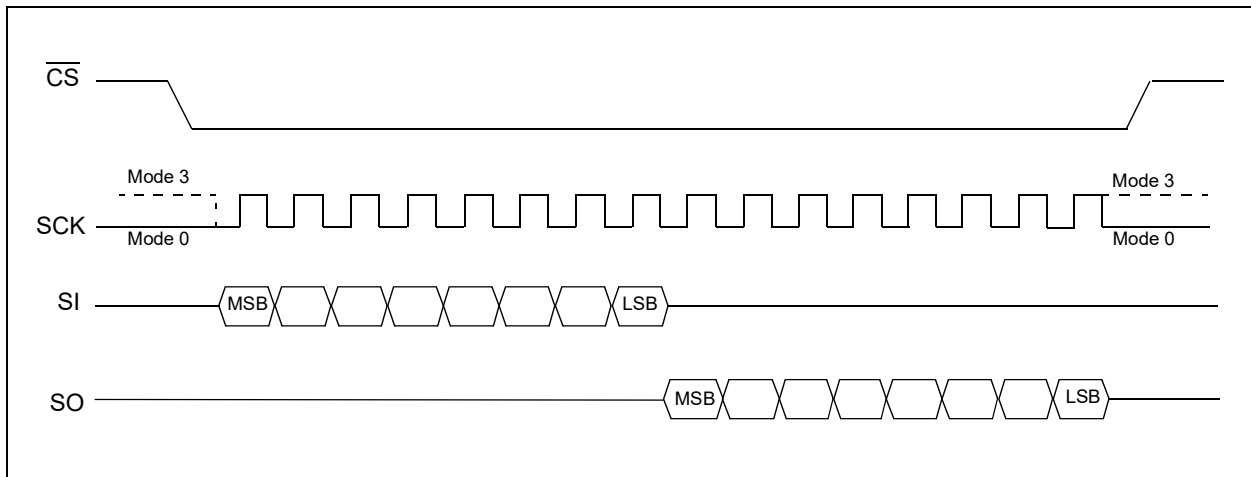 CS
Mode 3
Mode 3
SCK
Mode 0
Mode 0
SI
MSB
LSB
SO
MSB
LSB